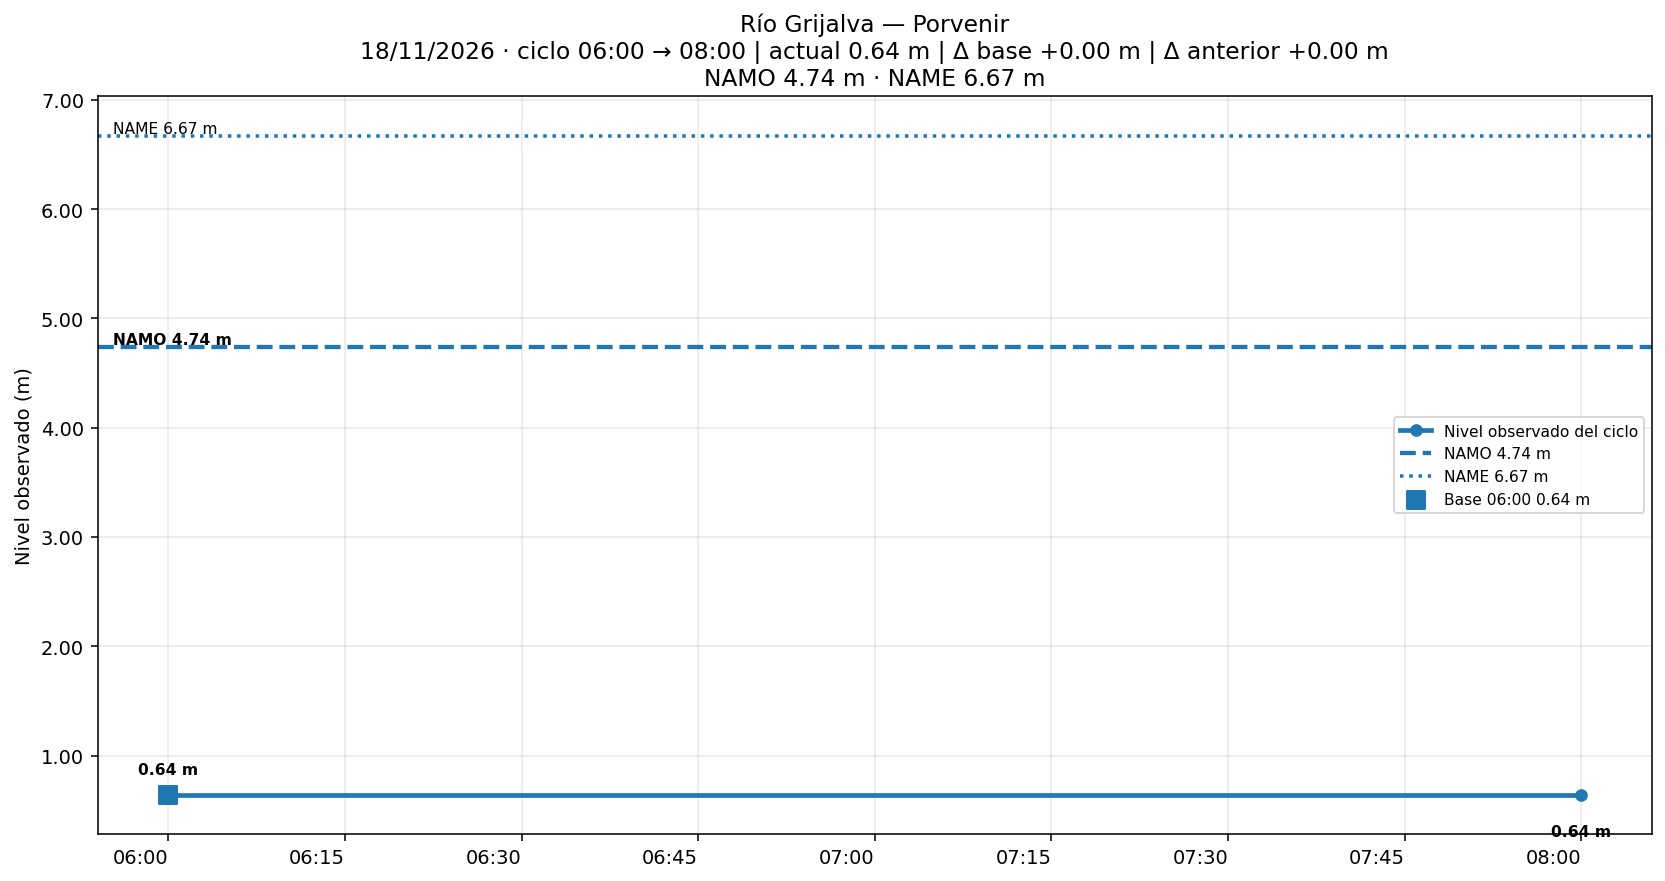 Río Grijalva — Porvenir
18/11/2026 · ciclo 06:00 → 08:00 | actual 0.64 m | Δ base +0.00 m | Δ anterior +0.00 m
NAMO 4.74 m · NAME 6.67 m
7.00
NAME 6.67 m
6.00
5.00
NAMO 4.74 m
4.00
Nivel observado del ciclo
NAMO 4.74 m
NAME 6.67 m
Base 06:00 0.64 m
3.00
2.00
1.00
Nivel observado (m)
0.64 m
0.64 m
06:00
06:15
06:30
06:45
07:00
07:15
07:30
07:45
08:00